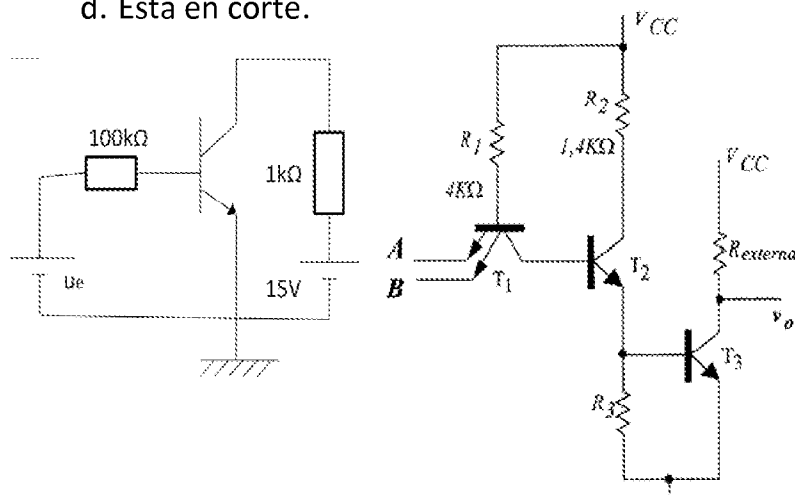 d. Está en corte.
100kΩ
1kΩ
Ue
15V
VCC
R1
4KΩ
R2
1,4KΩ
VCC
Rexterna
A
B
T1
T2
vo
T3
R3